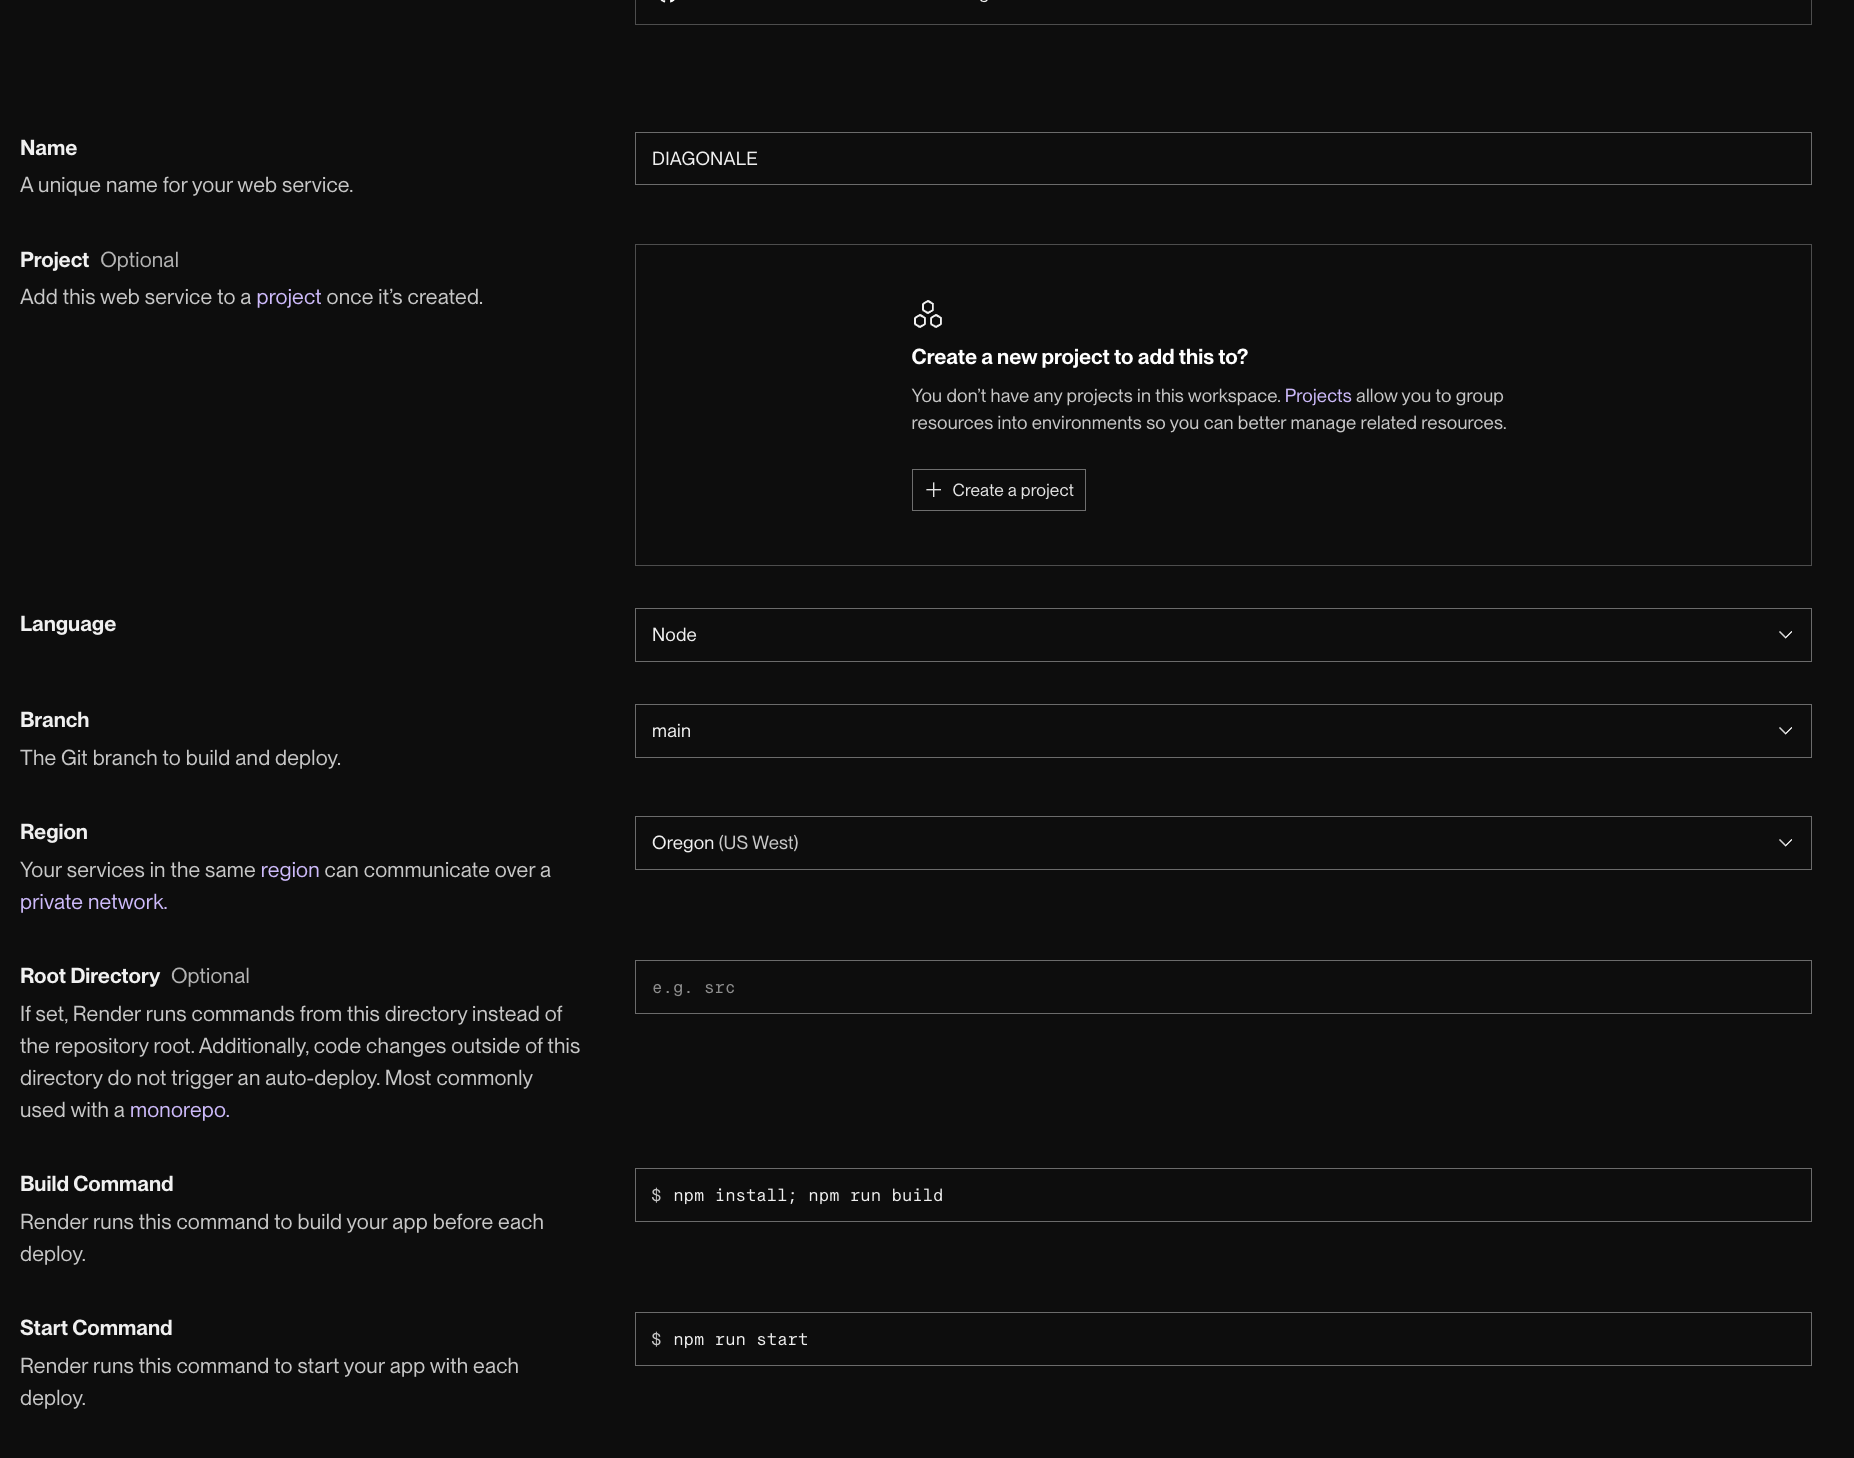 Name
A unique name for your web service.
DIAGONALE
Project Optional
Add this web service to a project once it’s created.
Create a new project to add this to?
You don’t have any projects in this workspace. Projects allow you to group
resources into environments so you can better manage related resources.
Create a project
Language
Node
Branch
The Git branch to build and deploy.
main
Region
Your services in the same region can communicate over a
private network.
Oregon (US West)
Root Directory Optional
If set, Render runs commands from this directory instead of
the repository root. Additionally, code changes outside of this
directory do not trigger an auto-deploy. Most commonly
used with a monorepo.
e.g. src
Build Command
Render runs this command to build your app before each
deploy.
$ npm install; npm run build
Start Command
Render runs this command to start your app with each
deploy.
$ npm run start